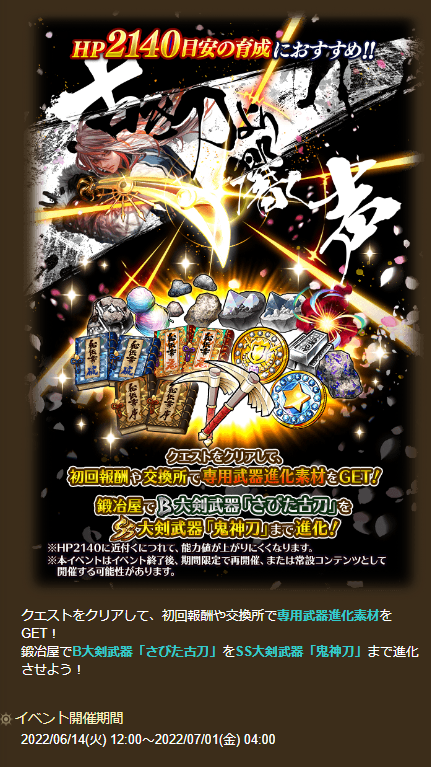 HP2140目安の育成におすすめ!!
古き刀より響く声
クエストをクリアして、
初回報酬や交換所で専用武器進化素材をGET!
鍛冶屋でB大剣武器「さびた古刀」を
SS大剣武器「鬼神刀」まで進化!
※HP2140に近付くにつれて、能力値が上がりにくくなります。
※本イベントはイベント終了後、期間限定で再開催、または常設コンテンツとして
開催する可能性があります。
クエストをクリアして、初回報酬や交換所で専用武器進化素材を
GET！
鍛冶屋でB大剣武器「さびた古刀」をSS大剣武器「鬼神刀」まで進化
させよう！
イベント開催期間
2022/06/14(火) 12:00～2022/07/01(金) 04:00